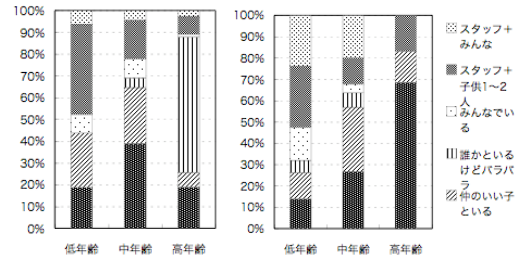 100%
90%
80%
70%
60%
50%
40%
30%
20%
10%
0%
低年齢 中年齢 高年齢
100%
90%
80%
70%
60%
50%
40%
30%
20%
10%
0%
低年齢 中年齢 高年齢
スタッフ+
みんな
スタッフ+
子供1〜2
人
みんなでい
る
誰かといる
けどバラバ
ラ
仲のいい子
といる